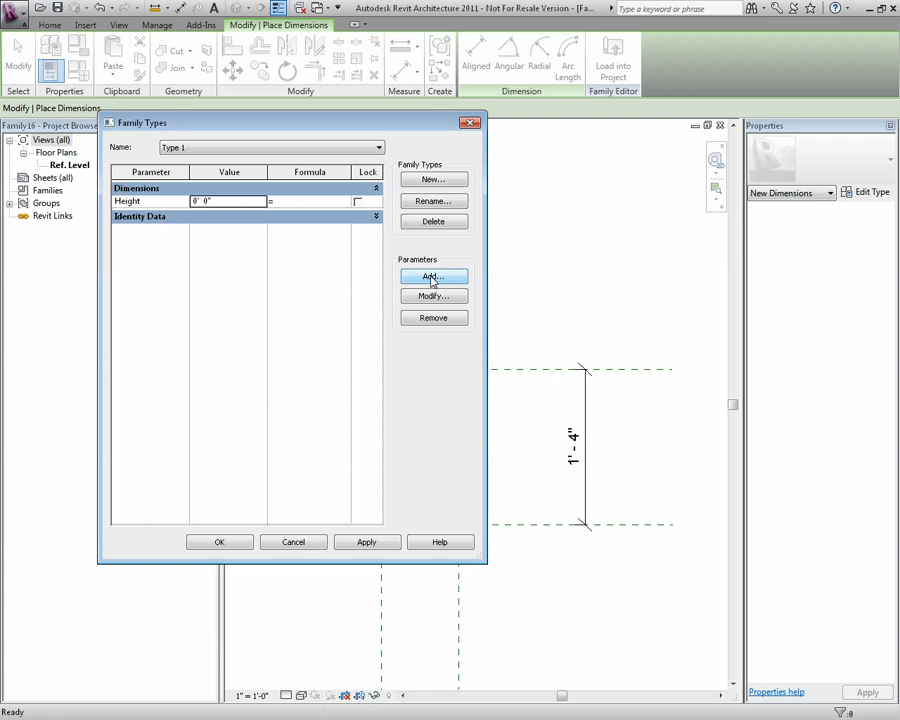 Autodesk Revit Architecture 2011 - Not For Resale Version - [Fa...
Type a keyword or phrase
Home Insert View Manage Add-Ins Modify | Place Dimensions
Modify
Paste
Cut
Join
Aligned Angular Radial Arc Length
Load into Project
Select Properties Clipboard Geometry Modify Measure Create Dimension Family Editor
Modify | Place Dimensions
Family16 - Project Brows
Views (all)
Floor Plans
Ref. Level
Sheets (all)
Families
Groups
Revit Links
Family Types
Name: Type 1
Parameter Value Formula Lock
Dimensions
Height 0' 0" =
Identity Data
Family Types
New...
Rename...
Delete
Parameters
Add...
Modify...
Remove
OK Cancel Apply Help
1' - 4"
Properties
New Dimensions Edit Type
Properties help Apply
1" = 1'-0"
Ready
:0